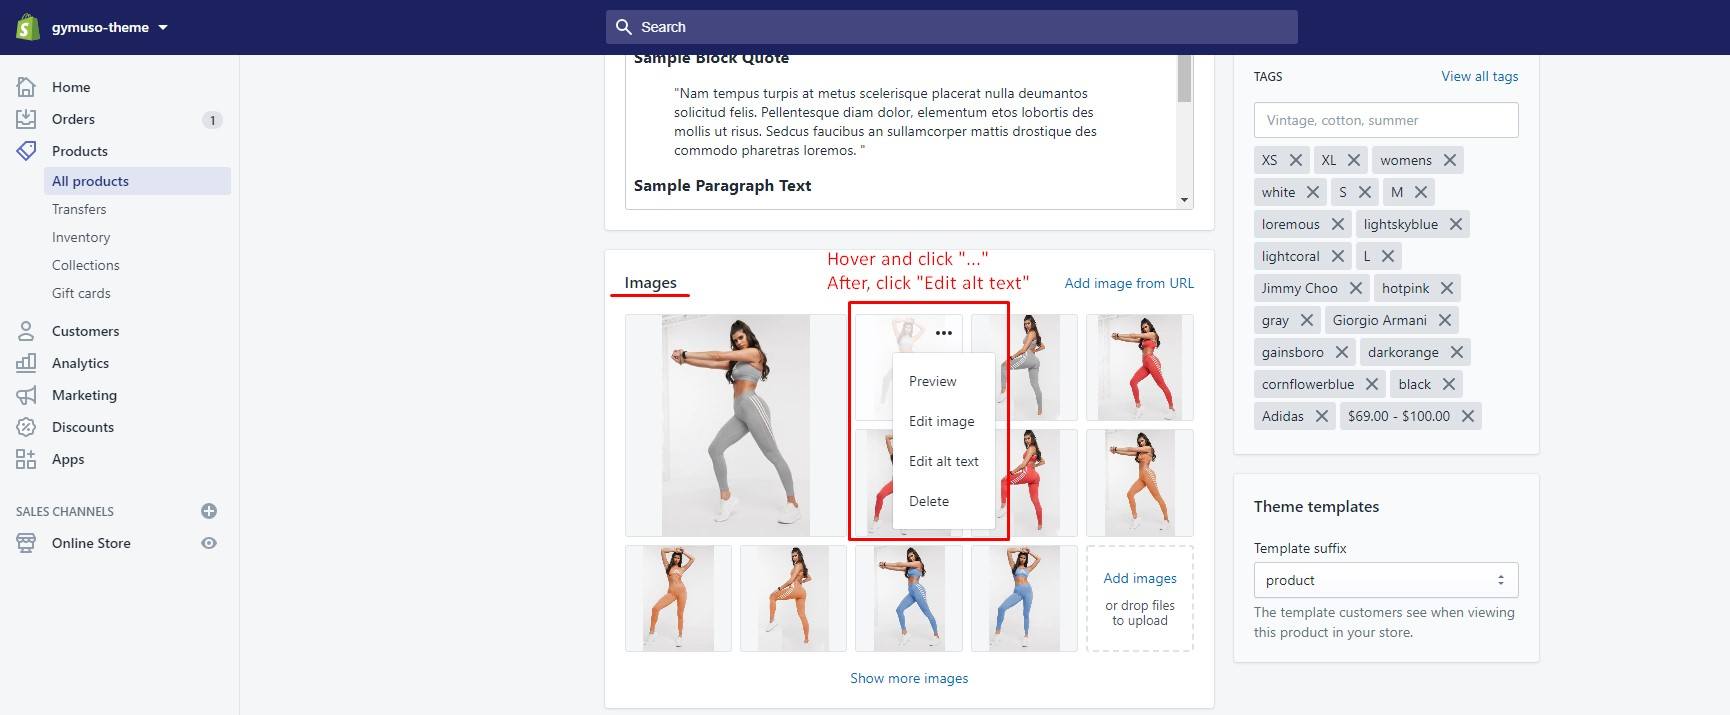 gymuso-theme
Search
Home
Orders 1
Products
All products
Transfers
Inventory
Collections
Gift cards
Customers
Analytics
Marketing
Discounts
Apps
SALES CHANNELS
Online Store
Sample Block Quote
"Nam tempus turpis at metus scelerisque placerat nulla deumantos
solicitud felis. Pellentesque diam dolor, elementum etos lobortis des
mollis ut risus. Sedcus faucibus an sullamcorper mattis drostique des
commodo pharetras loremos. "
Sample Paragraph Text
Hover and click "..."
After, click "Edit alt text"
Images
Add image from URL
Preview
Edit image
Edit alt text
Delete
Add images
or drop files
to upload
Show more images
TAGS
View all tags
Vintage, cotton, summer
XS XL womens
white S M
loremous lightskyblue
lightcoral L
Jimmy Choo hotpink
gray Giorgio Armani
gainsboro darkorange
cornflowerblue black
Adidas $69.00 - $100.00
Theme templates
Template suffix
product
The template customers see when viewing
this product in your store.